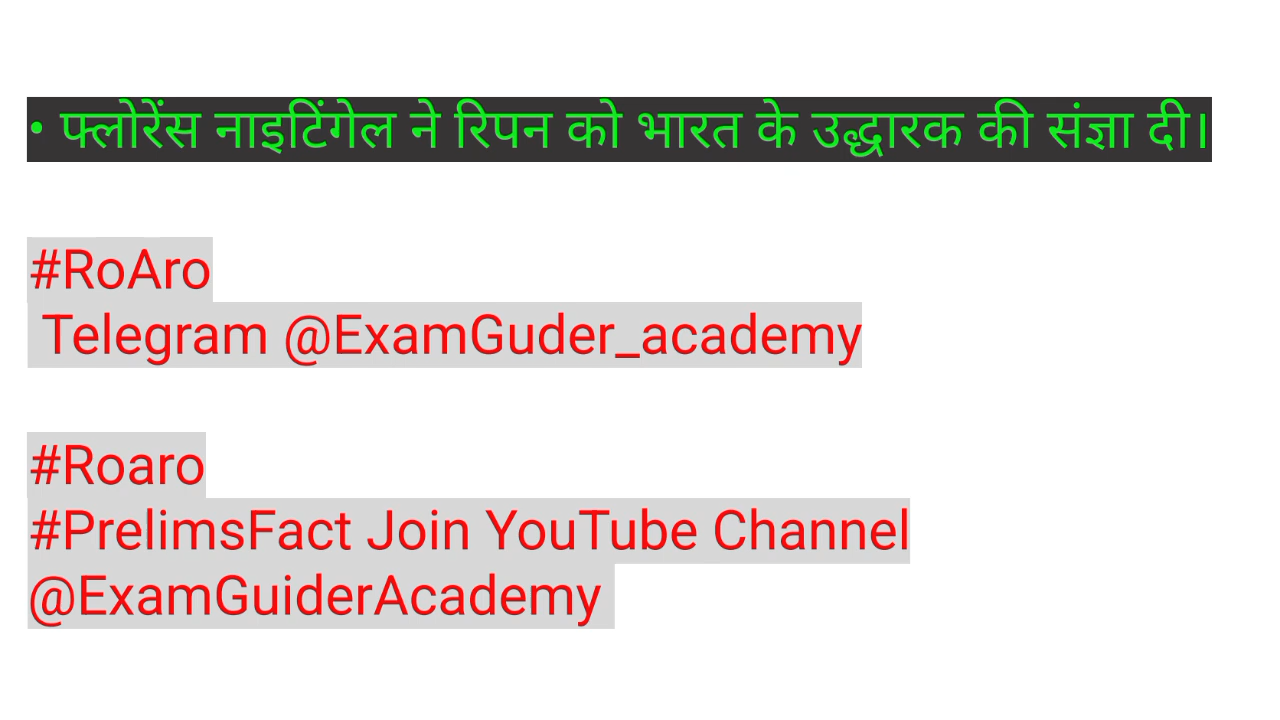 • फ्लोरेंस नाइटिंगेल ने रिपन को भारत के उद्धारक की संज्ञा दी।
#RoAro
Telegram @ExamGuder_academy
#Roaro
#PrelimsFact Join YouTube Channel
@ExamGuiderAcademy